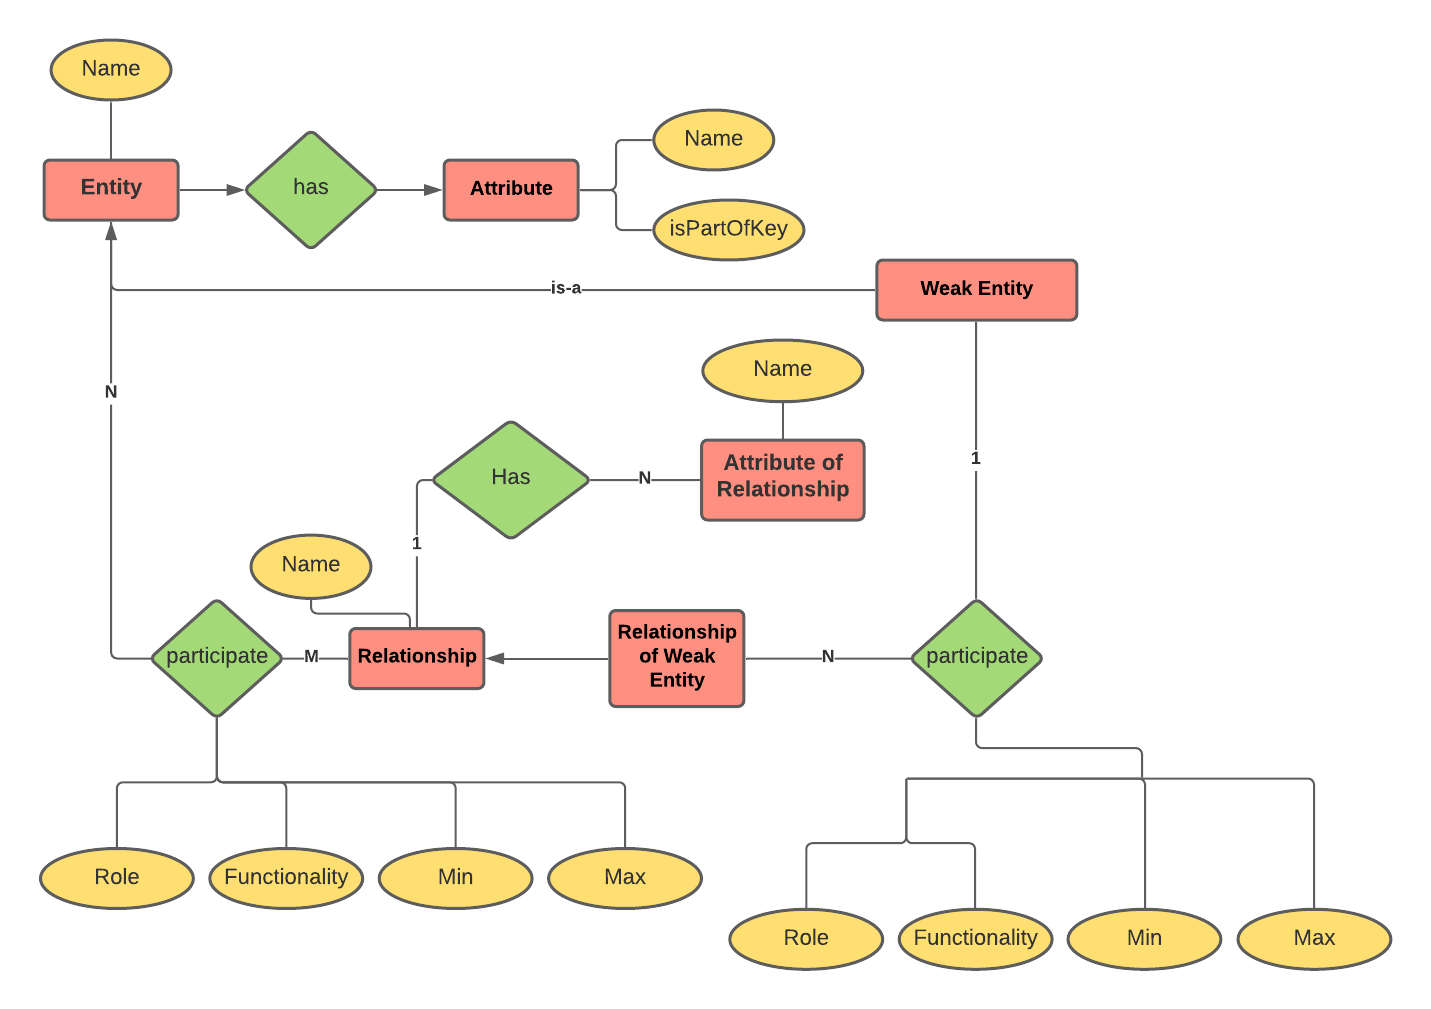 Name
Entity
has
Attribute
Name
isPartOfKey
is-a
Weak Entity
N
Name
Has
N
Attribute of
Relationship
1
1
Name
participate
M
Relationship
Relationship
of Weak
Entity
N
participate
Role
Functionality
Min
Max
Role
Functionality
Min
Max